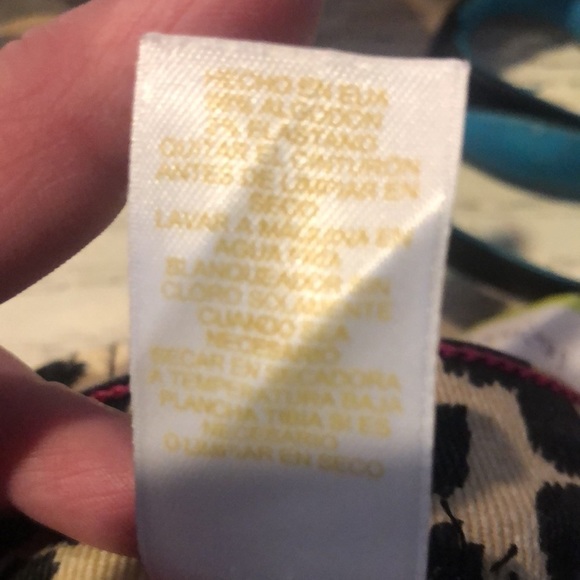 HECHO EN EUA
98% ALGODON
2% ELASTANO
QUITAR EL CINTURÓN
ANTES DE LIMPIAR EN
SECO
LAVAR A MAQUINA EN
AGUA FRIA
BLANQUEADOR SIN
CLORO SOLAMENTE
CUANDO SEA
NECESARIO
SECAR EN SECADORA
A TEMPERATURA BAJA
PLANCHA TIBIA SI ES
NECESARIO
O LIMPIAR EN SECO